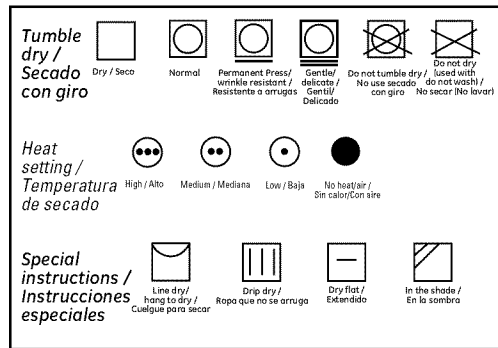 Tumble
dry /
Secado
con giro
Dry / Seco
Normal
Permanent Press/
wrinkle resistant /
Resistente a arrugas
Gentle/
delicate /
Gentil/
Delicado
Do not tumble dry /
No use secado
con giro
Do not dry
(used with
do not wash) /
No secar (No lavar)
Heat
setting /
Temperatura
de secado
High / Alto
Medium / Mediana
Low / Baja
No heat/air /
Sin calor/Con aire
Special
instructions /
Instrucciones
especiales
Line dry/
hang to dry /
Cuelgue para secar
Drip dry /
Ropa que no se arruga
Dry flat /
Extendido
In the shade /
En la sombra